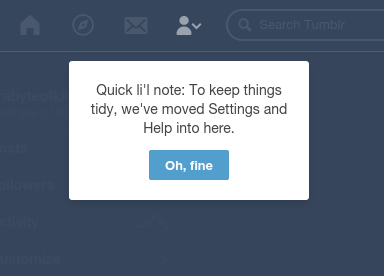 Search Tumblr
Quick li'l note: To keep things
tidy, we've moved Settings and
Help into here.
Oh, fine